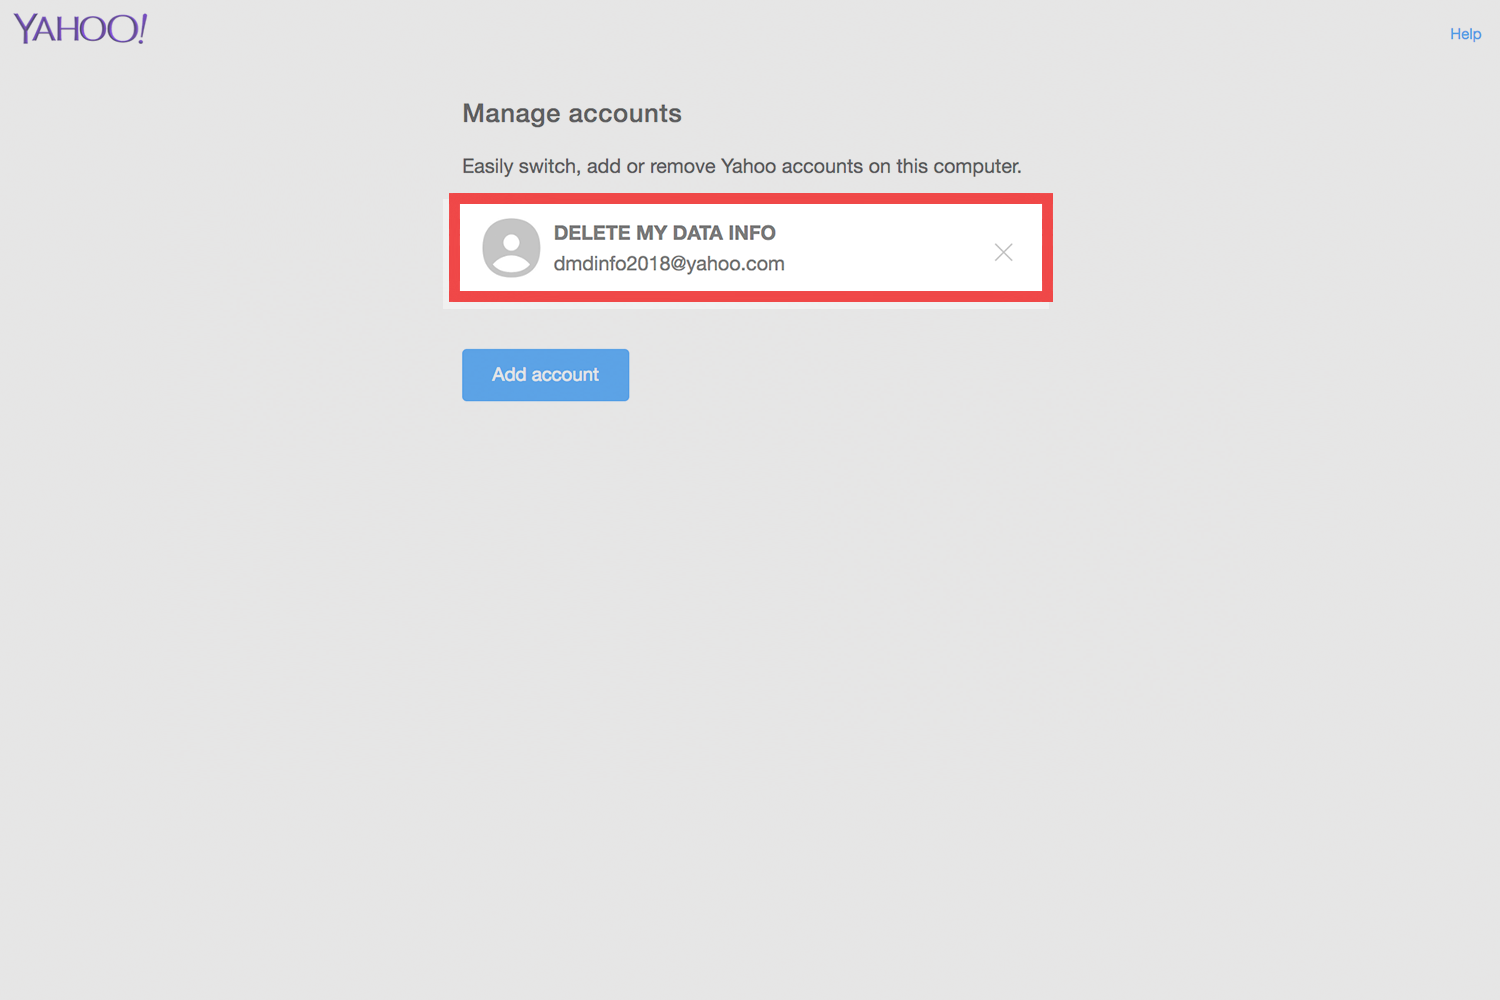 YAHOO!
Help
Manage accounts
Easily switch, add or remove Yahoo accounts on this computer.
DELETE MY DATA INFO
dmdinfo2018@yahoo.com
Add account